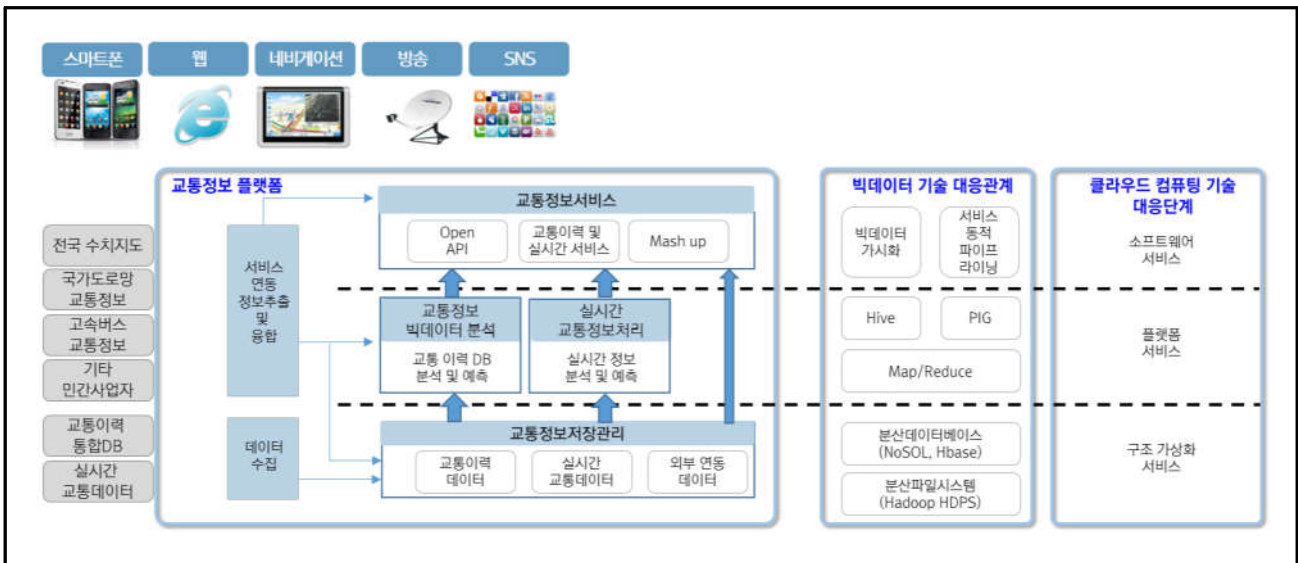 스마트폰
웹
네비게이션
방송
SNS
교통정보 플랫폼
전국 수치지도
국가도로망
교통정보
고속버스
교통정보
기타
민간사업자
교통이력
통합DB
실시간
교통데이터
서비스
연동
정보추출
및
융합
데이터
수집
교통정보서비스
Open
API
교통이력 및
실시간 서비스
Mash up
교통정보
빅데이터 분석
교통 이력 DB
분석 및 예측
실시간
교통정보처리
실시간 정보
분석 및 예측
교통정보저장관리
교통이력
데이터
실시간
교통데이터
외부 연동
데이터
빅데이터 기술 대응관계
빅데이터
가시화
서비스
동적
파이프
라이닝
Hive
PIG
Map/Reduce
분산데이터베이스
(NoSOL, Hbase)
분산파일시스템
(Hadoop HDPS)
클라우드 컴퓨팅 기술
대응단계
소프트웨어
서비스
플랫폼
서비스
구조 가상화
서비스